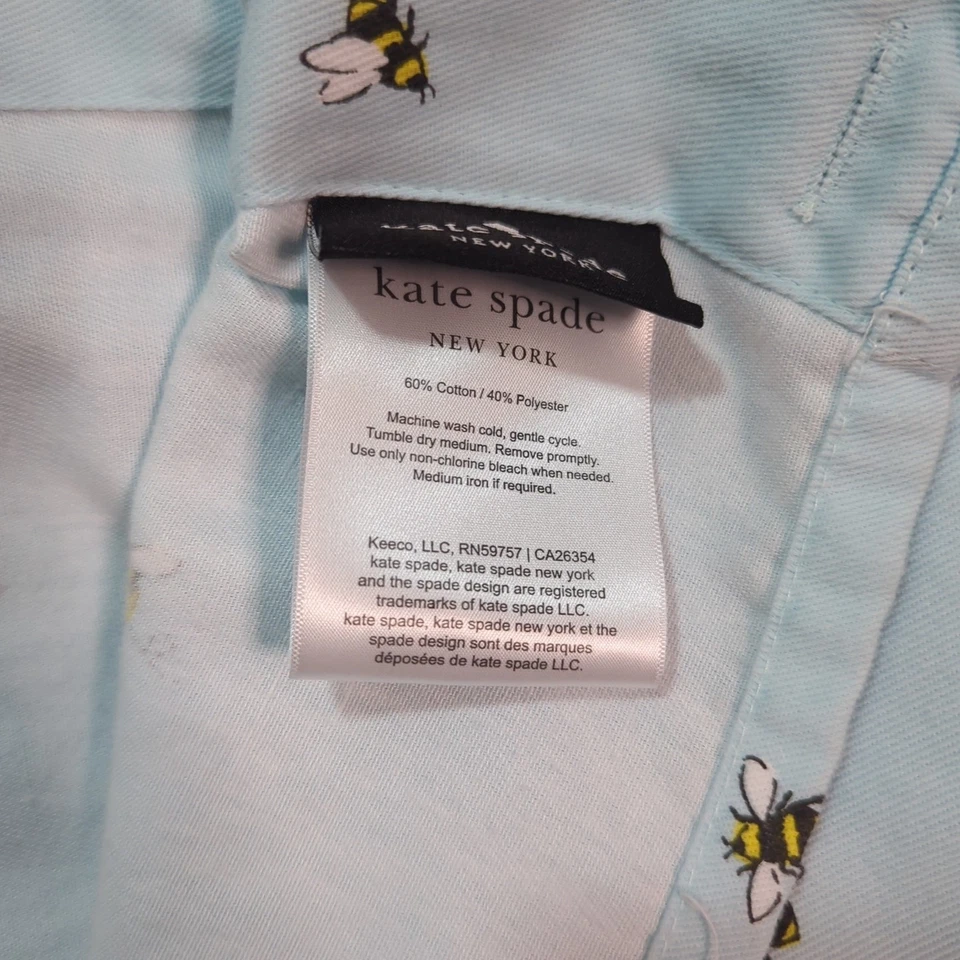 kate spade
NEW YORK
kate spade
NEW YORK
60% Cotton / 40% Polyester
Machine wash cold, gentle cycle.
Tumble dry medium. Remove promptly.
Use only non-chlorine bleach when needed.
Medium iron if required.
Keeco, LLC, RN59757 | CA26354
kate spade, kate spade new york
and the spade design are registered
trademarks of kate spade LLC.
kate spade, kate spade new york et the
spade design sont des marques
déposées de kate spade LLC.